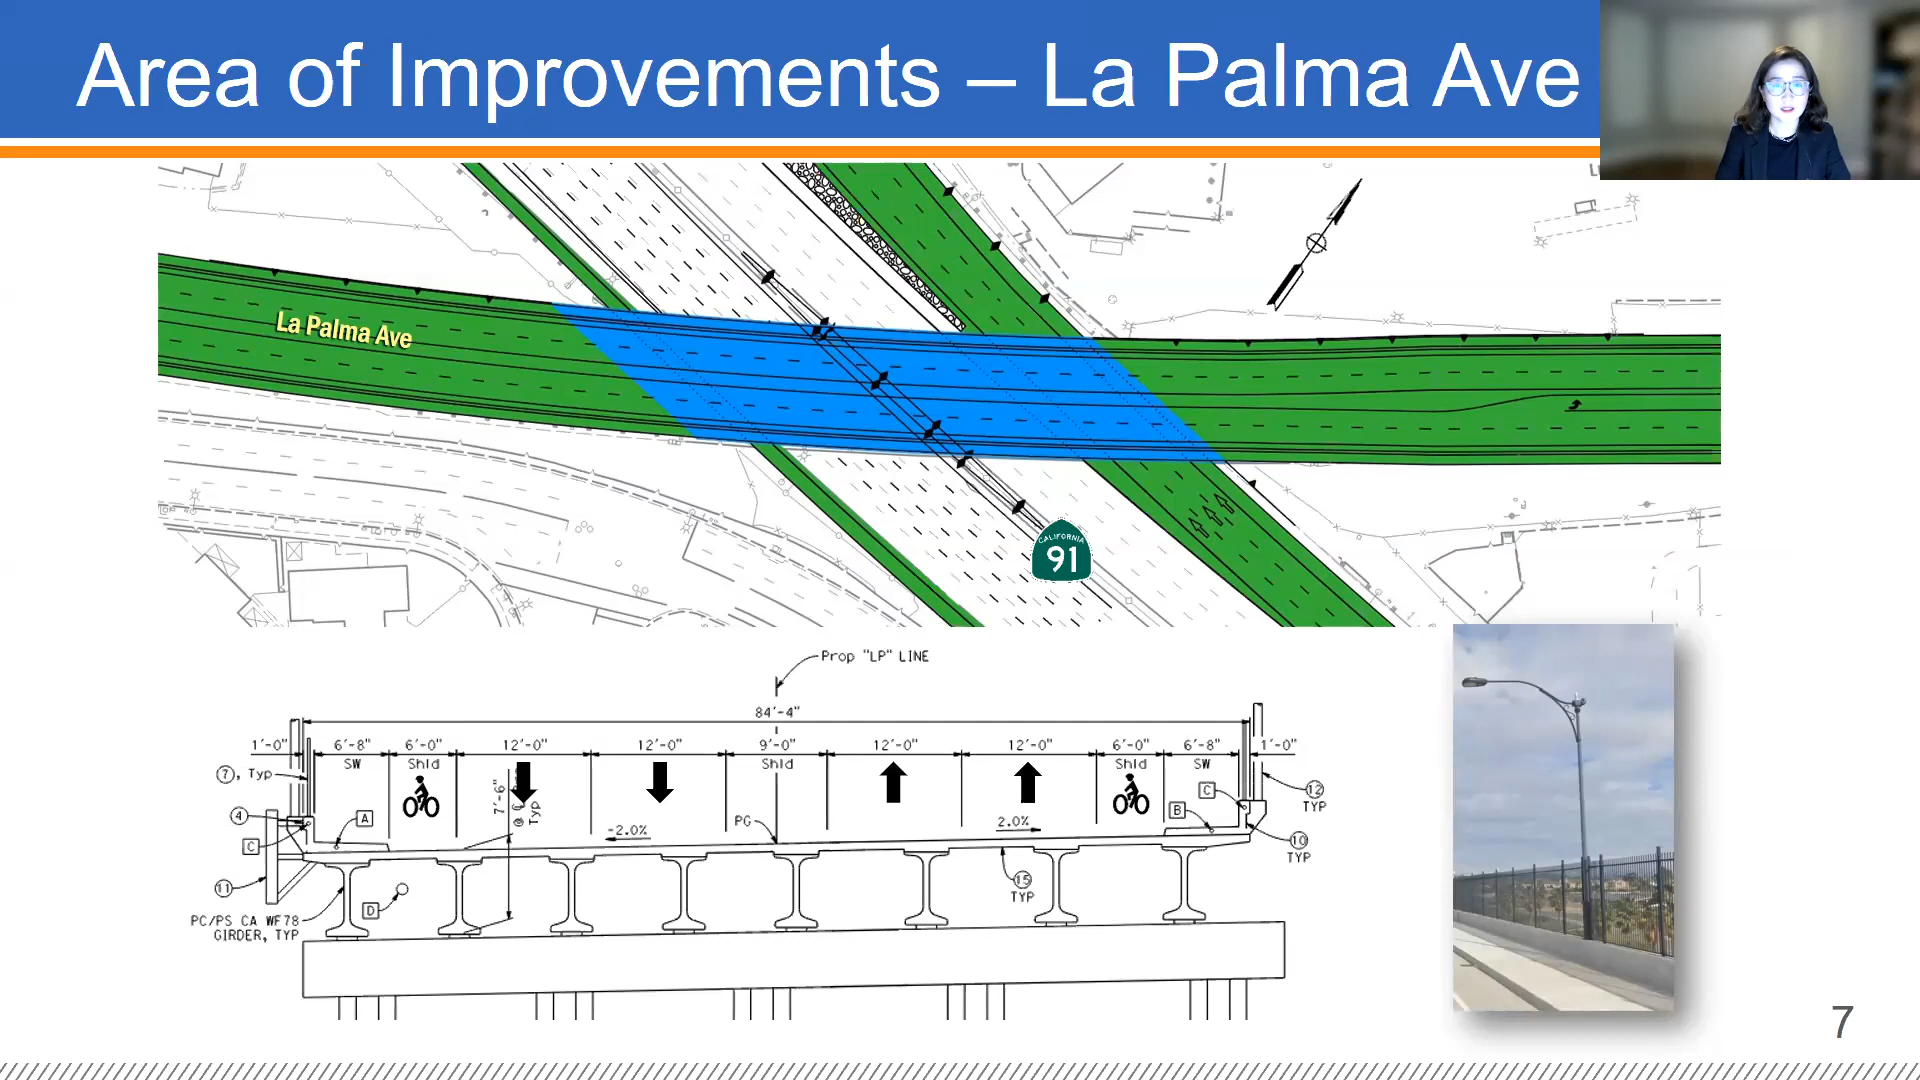 Area of Improvements – La Palma Ave
La Palma Ave
CALIFORNIA
91
Prop "LP" LINE
84'-4"
1'-0" 6'-8" 6'-0" 12'-0" 12'-0" 9'-0" 12'-0" 12'-0" 6'-0" 6'-8" 1'-0"
SW Shld Shld Shld SW
7, Typ
7'-6"
Typ
12
TYP
4
A
C
-2.0%
PG
2.0%
B
C
10
TYP
11
D
15
TYP
PC/PS CA WF78
GIRDER, TYP
7